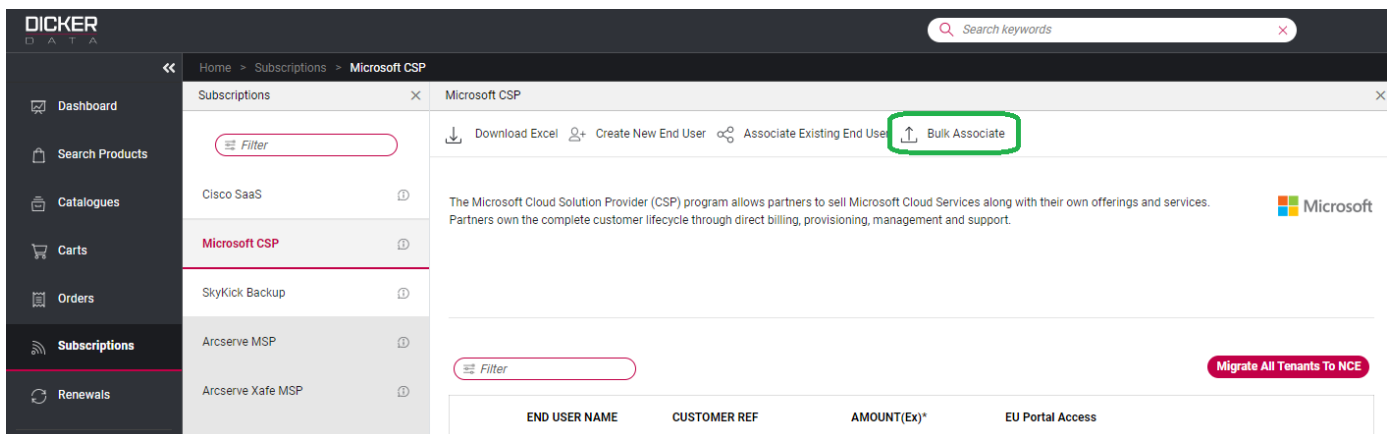 DICKER
DATA
Search keywords
Home > Subscriptions > Microsoft CSP
Dashboard
Search Products
Catalogues
Carts
Orders
Subscriptions
Renewals
Subscriptions
Filter
Cisco SaaS
Microsoft CSP
SkyKick Backup
Arcserve MSP
Arcserve Xafe MSP
Microsoft CSP
Download Excel Create New End User Associate Existing End User Bulk Associate
The Microsoft Cloud Solution Provider (CSP) program allows partners to sell Microsoft Cloud Services along with their own offerings and services.
Partners own the complete customer lifecycle through direct billing, provisioning, management and support.
Microsoft
Filter
Migrate All Tenants To NCE
END USER NAME CUSTOMER REF AMOUNT(Ex)* EU Portal Access